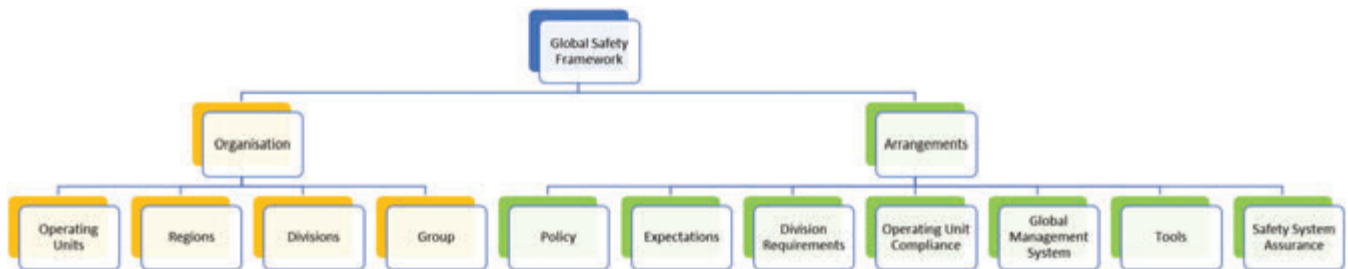 Global Safety
Framework
Organisation
Arrangements
Operating
Units
Regions
Divisions
Group
Policy
Expectations
Division
Requirements
Operating Unit
Compliance
Global
Management
System
Tools
Safety System
Assurance